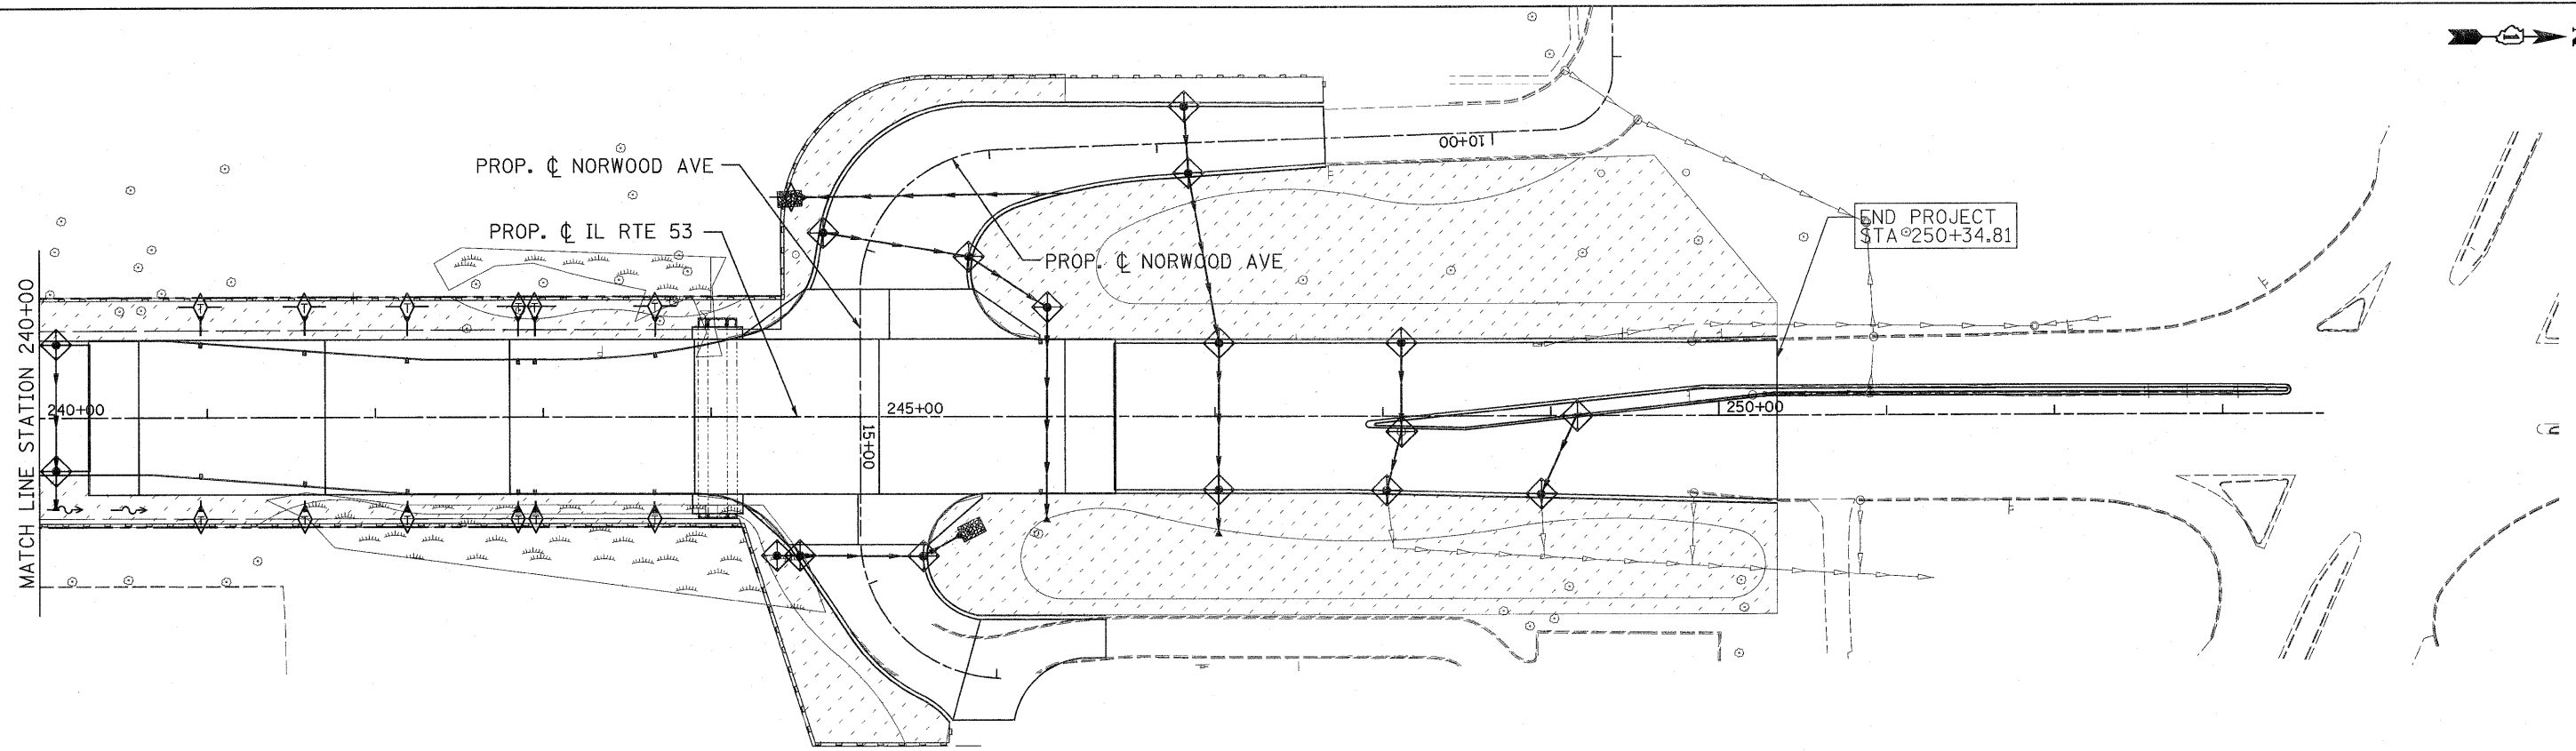 PROP. ℄ NORWOOD AVE
PROP. ℄ IL RTE 53
PROP. ℄ NORWOOD AVE
110+00
END PROJECT
STA 250+34.81
MATCH LINE STATION 240+00
240+00
245+00
250+00
15+00
T
T
T
T
T
T
T
T
T
T
T
T